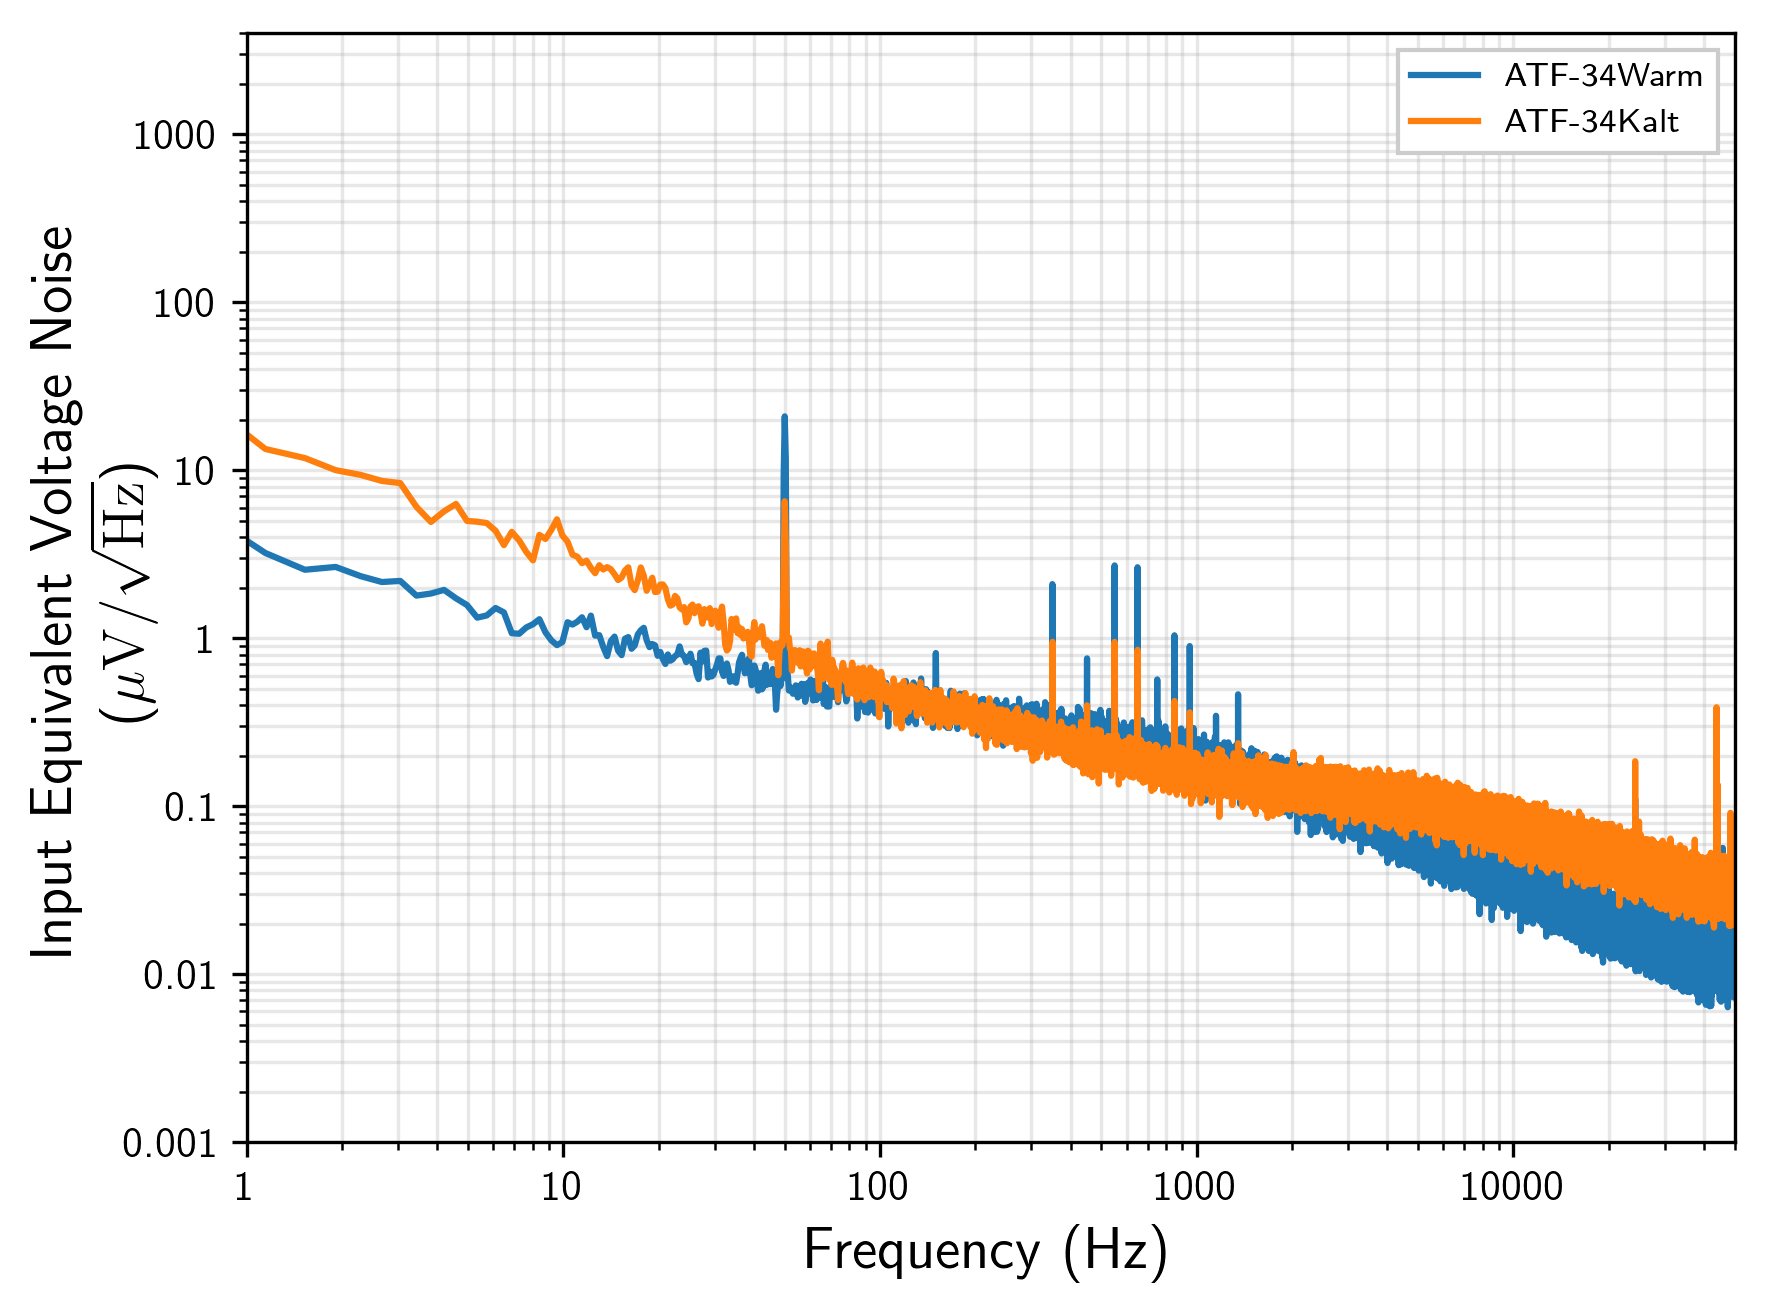 ATF-34Warm
ATF-34Kalt
1000
100
10
1
0.1
0.01
0.001
Input Equivalent Voltage Noise
(μV/√Hz)
1 10 100 1000 10000
Frequency (Hz)